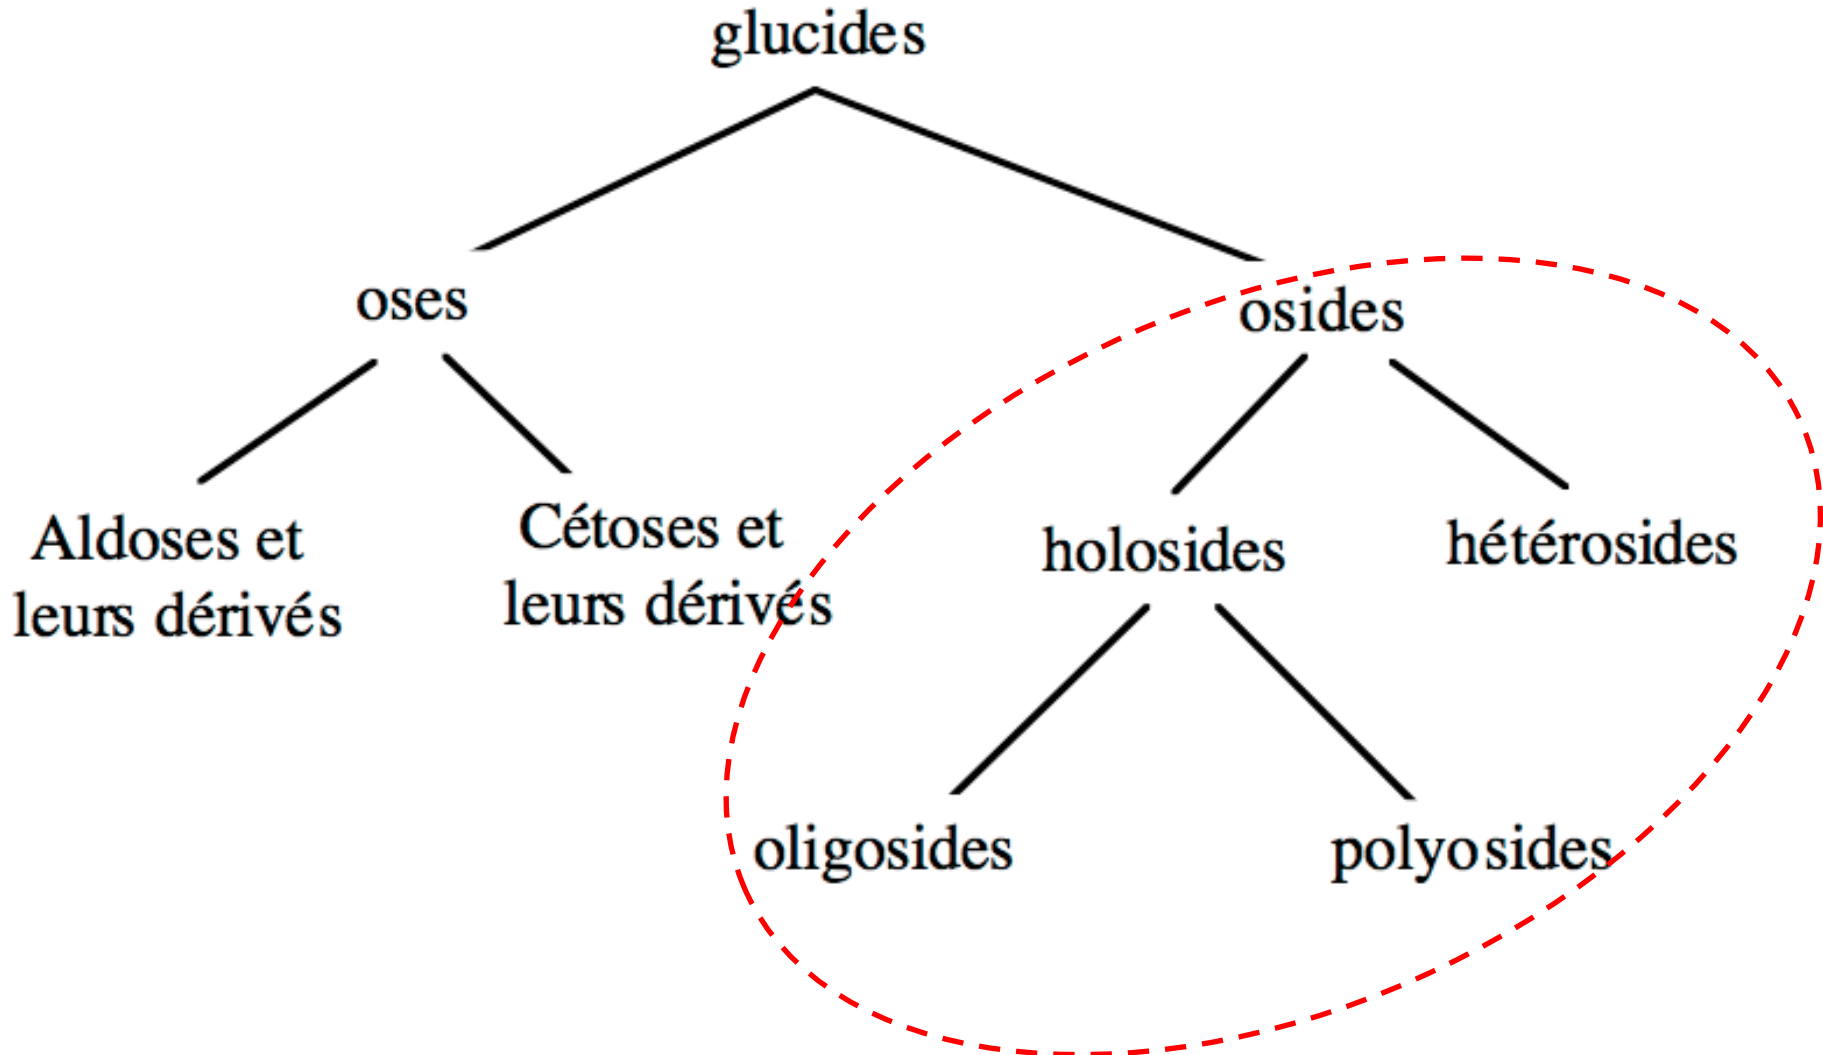 glucides
oses
osides
Aldoses et
leurs dérivés
Cétoses et
leurs dérivés
holosides
hétérosides
oligosides
polyosides